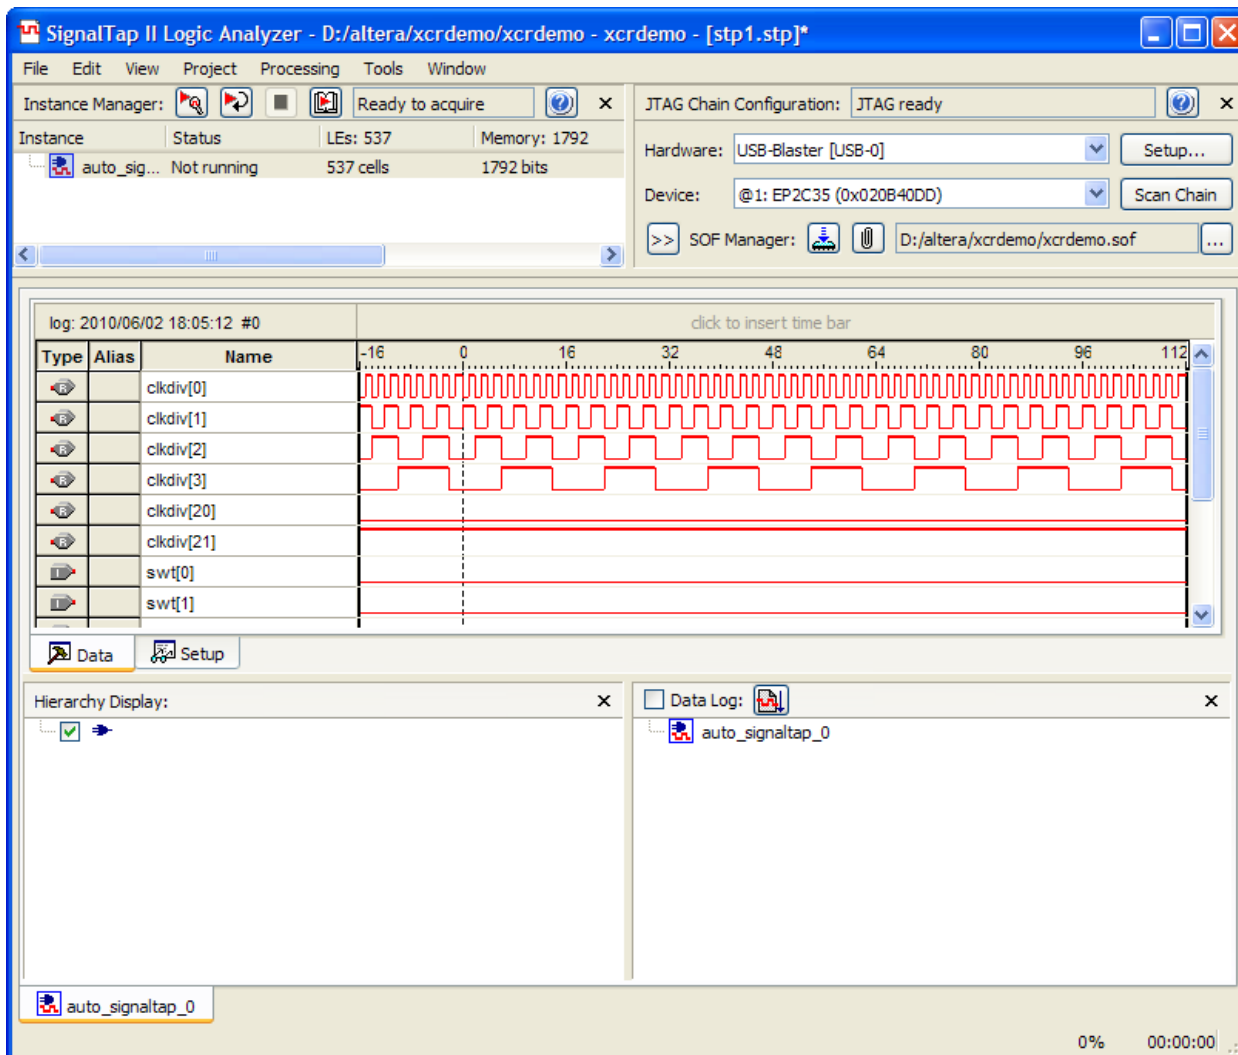 SignalTap II Logic Analyzer - D:/altera/xcrdemo/xcrdemo - xcrdemo - [stp1.stp]*
File Edit View Project Processing Tools Window
Instance Manager: Ready to acquire
Instance Status LEs: 537 Memory: 1792
auto_sig... Not running 537 cells 1792 bits
JTAG Chain Configuration: JTAG ready
Hardware: USB-Blaster [USB-0] Setup...
Device: @1: EP2C35 (0x020B40DD) Scan Chain
>> SOF Manager: D:/altera/xcrdemo/xcrdemo.sof ...
log: 2010/06/02 18:05:12 #0 click to insert time bar
Type Alias Name -16 0 16 32 48 64 80 96 112
clkdiv[0]
clkdiv[1]
clkdiv[2]
clkdiv[3]
clkdiv[20]
clkdiv[21]
swt[0]
swt[1]
Data Setup
Hierarchy Display:
Data Log:
auto_signaltap_0
auto_signaltap_0
0% 00:00:00